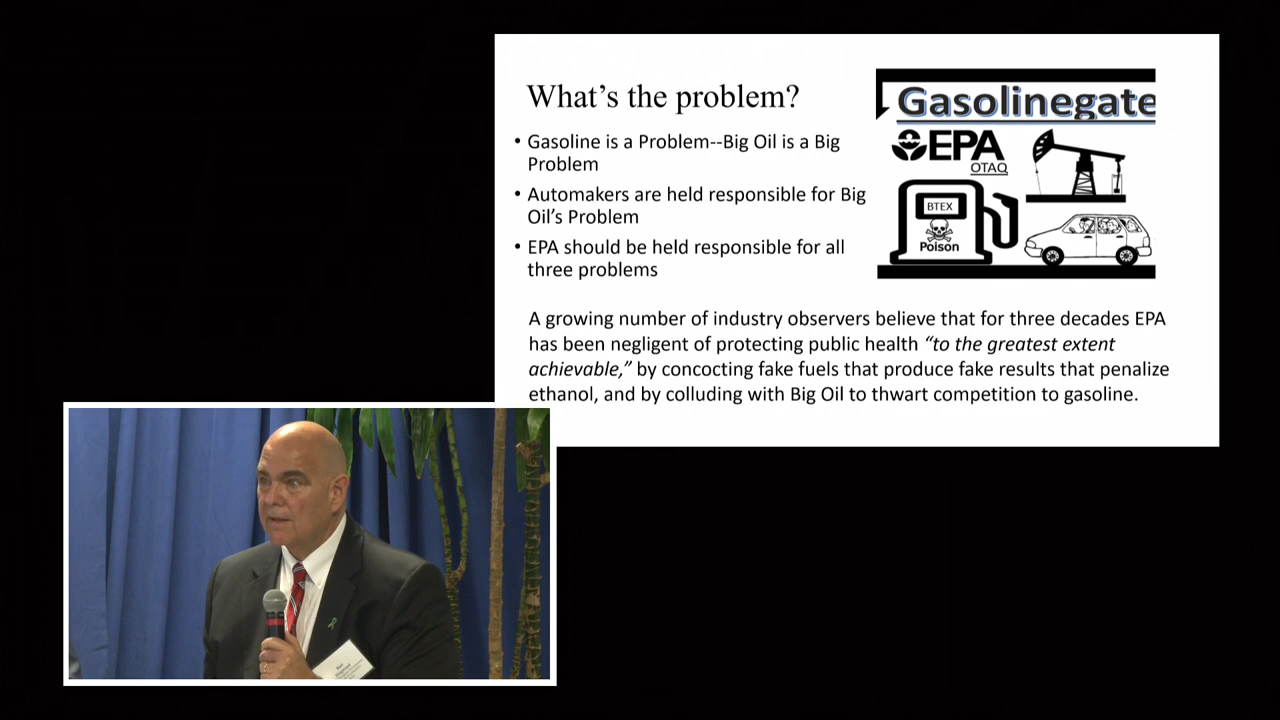 What's the problem?
• Gasoline is a Problem--Big Oil is a Big
Problem
• Automakers are held responsible for Big
Oil's Problem
• EPA should be held responsible for all
three problems
Gasolinegate
EPA
OTAQ
BTEX
Poison
A growing number of industry observers believe that for three decades EPA
has been negligent of protecting public health “to the greatest extent
achievable,” by concocting fake fuels that produce fake results that penalize
ethanol, and by colluding with Big Oil to thwart competition to gasoline.